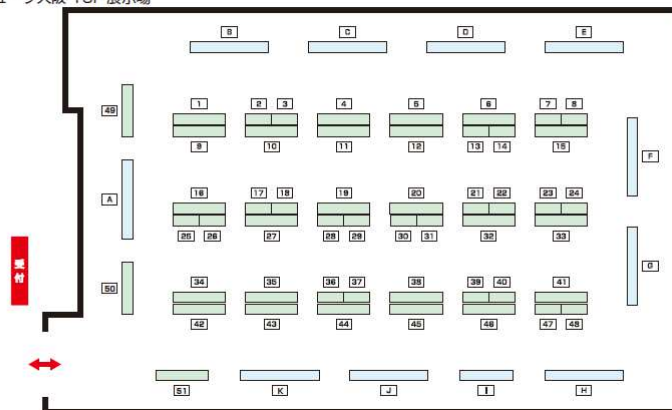 B C D E
49
1 2 3 4 5 6 7 8
9 10 11 12 13 14 15
F
A
16 17 18 19 20 21 22 23 24
25 26 27 28 29 30 31 32 33
受付
G
50
34 35 36 37 38 39 40 41
42 43 44 45 46 47 48
51 K J I H